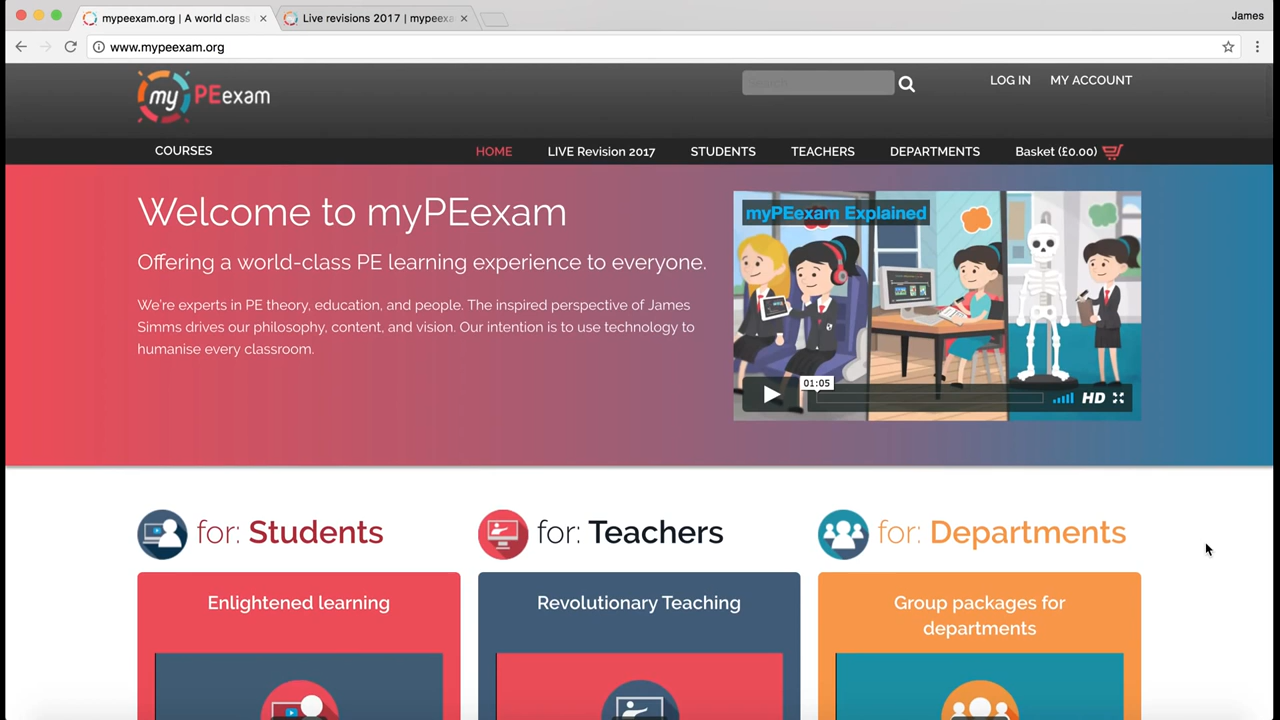 mypeexam.org | A world class
Live revisions 2017 | mypeexa
James
www.mypeexam.org
my PEexam
Search
LOG IN
MY ACCOUNT
COURSES
HOME
LIVE Revision 2017
STUDENTS
TEACHERS
DEPARTMENTS
Basket (£0.00)
Welcome to myPEexam
Offering a world-class PE learning experience to everyone.
We're experts in PE theory, education, and people. The inspired perspective of James
Simms drives our philosophy, content, and vision. Our intention is to use technology to
humanise every classroom.
myPEexam Explained
01:05
HD
for: Students
for: Teachers
for: Departments
Enlightened learning
Revolutionary Teaching
Group packages for
departments